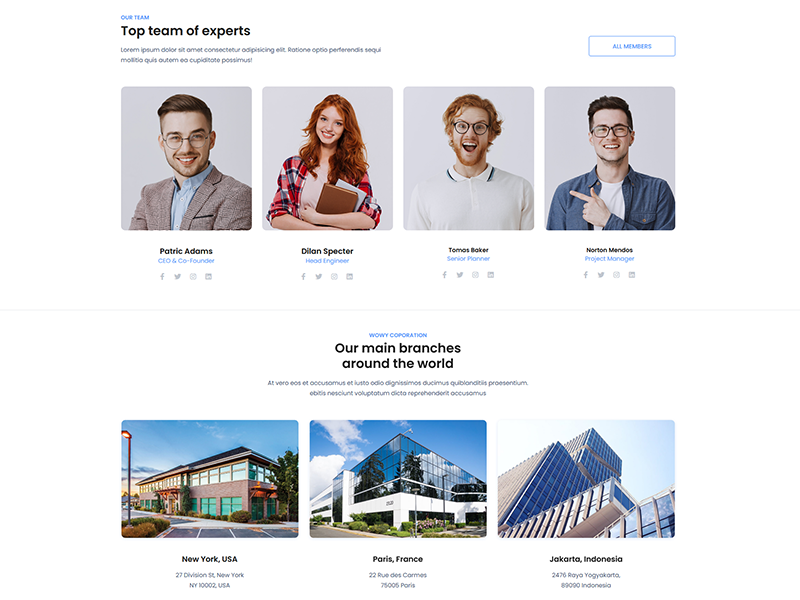 OUR TEAM
Top team of experts
Lorem ipsum dolor sit amet consectetur adipisicing elit. Ratione optio perferendis sequi
mollitia quis autem ea cupiditate possimus!
ALL MEMBERS
Patric Adams
CEO & Co-Founder
Dilan Specter
Head Engineer
Tomas Baker
Senior Planner
Norton Mendos
Project Manager
WOWY COPORATION
Our main branches
around the world
At vero eos et accusamus et iusto odio dignissimos ducimus quiblanditiis praesentium.
ebitis nesciunt voluptatum dicta reprehenderit accusamus
New York, USA
27 Division St, New York
NY 10002, USA
Paris, France
22 Rue des Carmes
75005 Paris
Jakarta, Indonesia
2476 Raya Yogyakarta,
89090 Indonesia